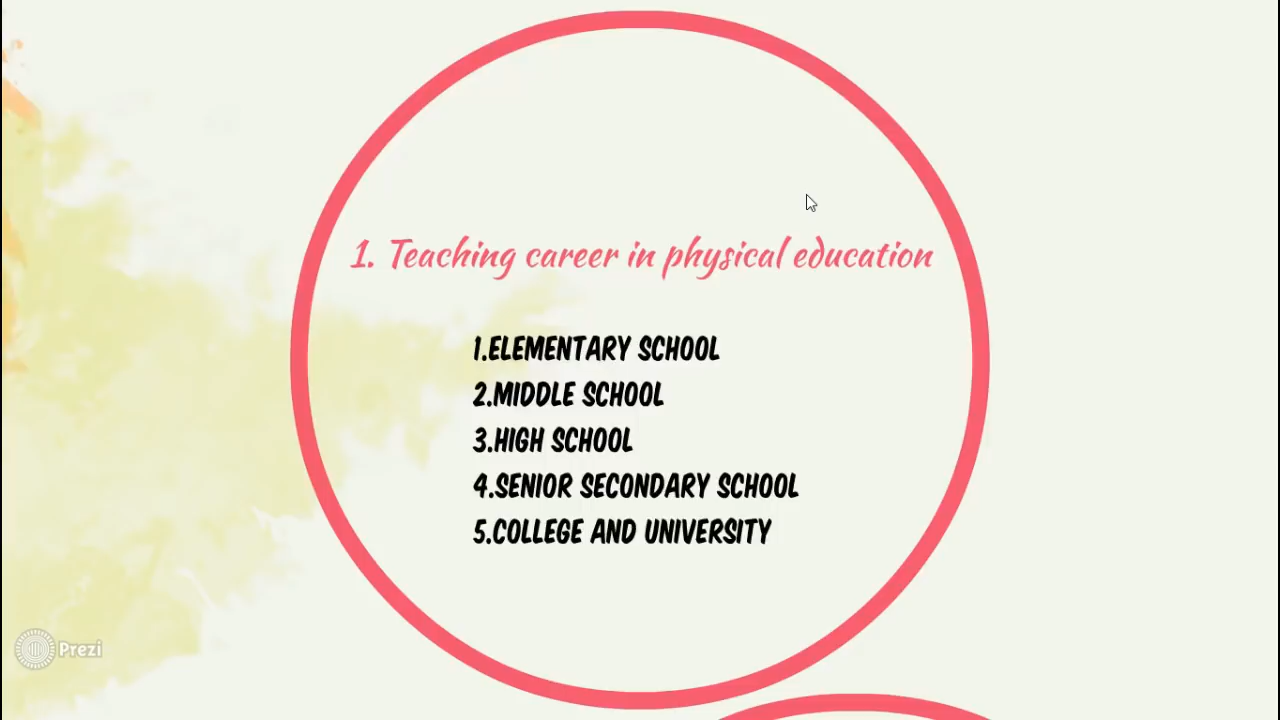 1. Teaching career in physical education
1.ELEMENTARY SCHOOL
2.MIDDLE SCHOOL
3.HIGH SCHOOL
4.SENIOR SECONDARY SCHOOL
5.COLLEGE AND UNIVERSITY
Prezi